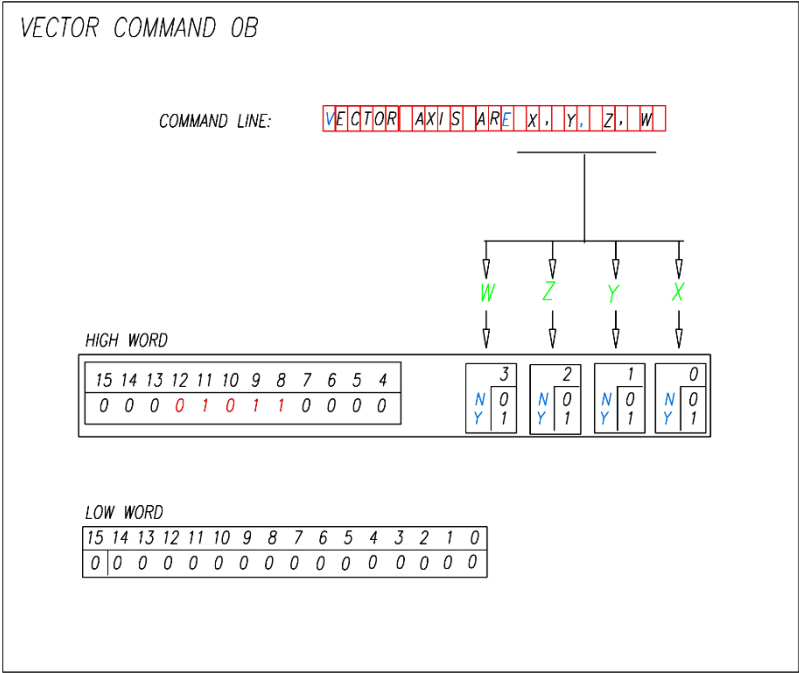 VECTOR COMMAND 0B
COMMAND LINE: VECTOR AXIS ARE X, Y, Z, W
W Z Y X
HIGH WORD
15 14 13 12 11 10 9 8 7 6 5 4
0 0 0 0 1 0 1 1 0 0 0 0
3 2 1 0
N 0 N 0 N 0 N 0
Y 1 Y 1 Y 1 Y 1
LOW WORD
15 14 13 12 11 10 9 8 7 6 5 4 3 2 1 0
0 0 0 0 0 0 0 0 0 0 0 0 0 0 0 0